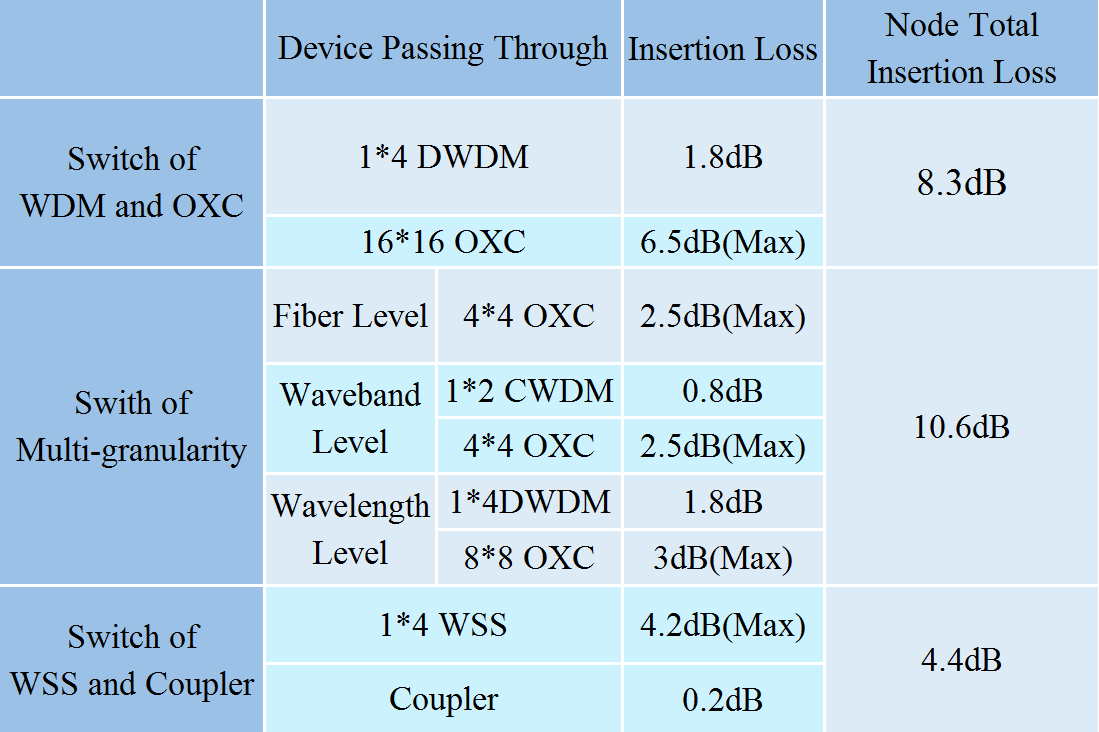 Device Passing Through
Insertion Loss
Node Total
Insertion Loss
Switch of
WDM and OXC
1*4 DWDM
1.8dB
8.3dB
16*16 OXC
6.5dB(Max)
Swith of
Multi-granularity
Fiber Level
4*4 OXC
2.5dB(Max)
10.6dB
Waveband
Level
1*2 CWDM
0.8dB
4*4 OXC
2.5dB(Max)
Wavelength
Level
1*4DWDM
1.8dB
8*8 OXC
3dB(Max)
Switch of
WSS and Coupler
1*4 WSS
4.2dB(Max)
4.4dB
Coupler
0.2dB